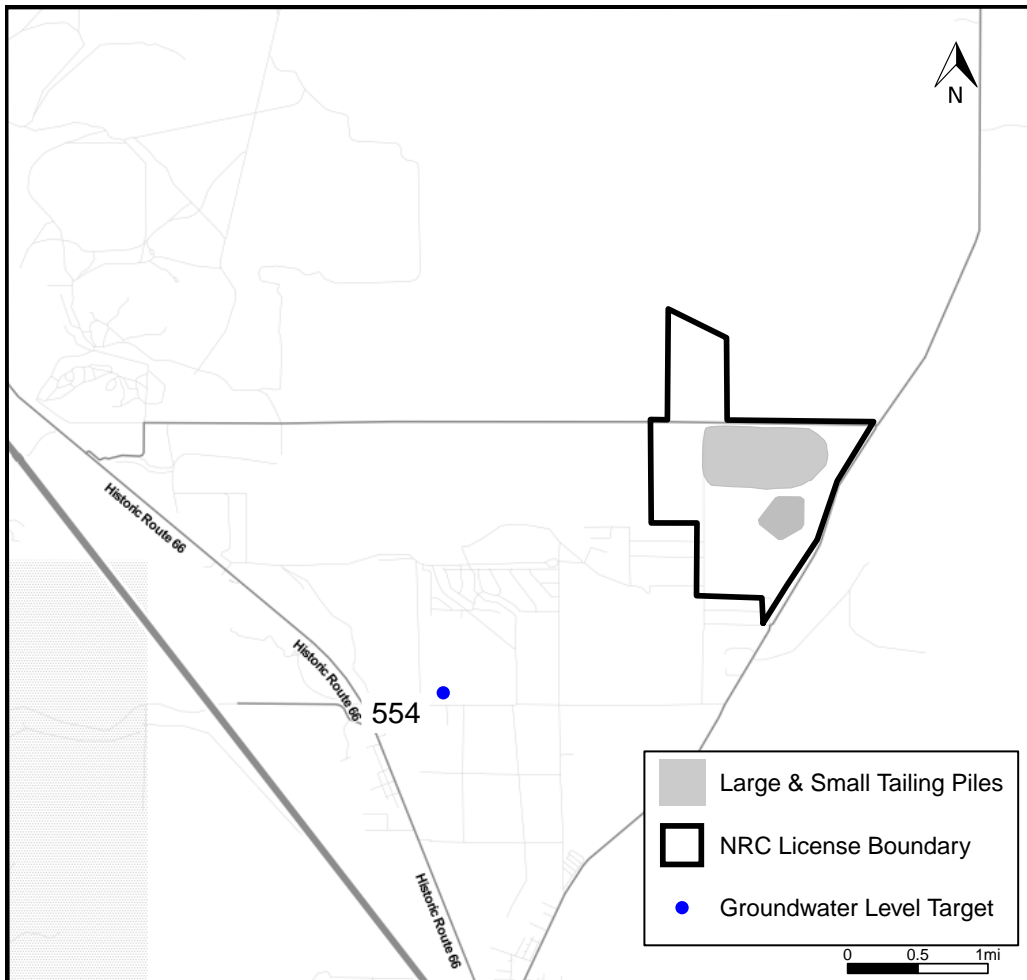 N
Historic Route 66
Historic Route 66
554
Historic Route 66
Large & Small Tailing Piles
NRC License Boundary
Groundwater Level Target
0 0.5 1mi